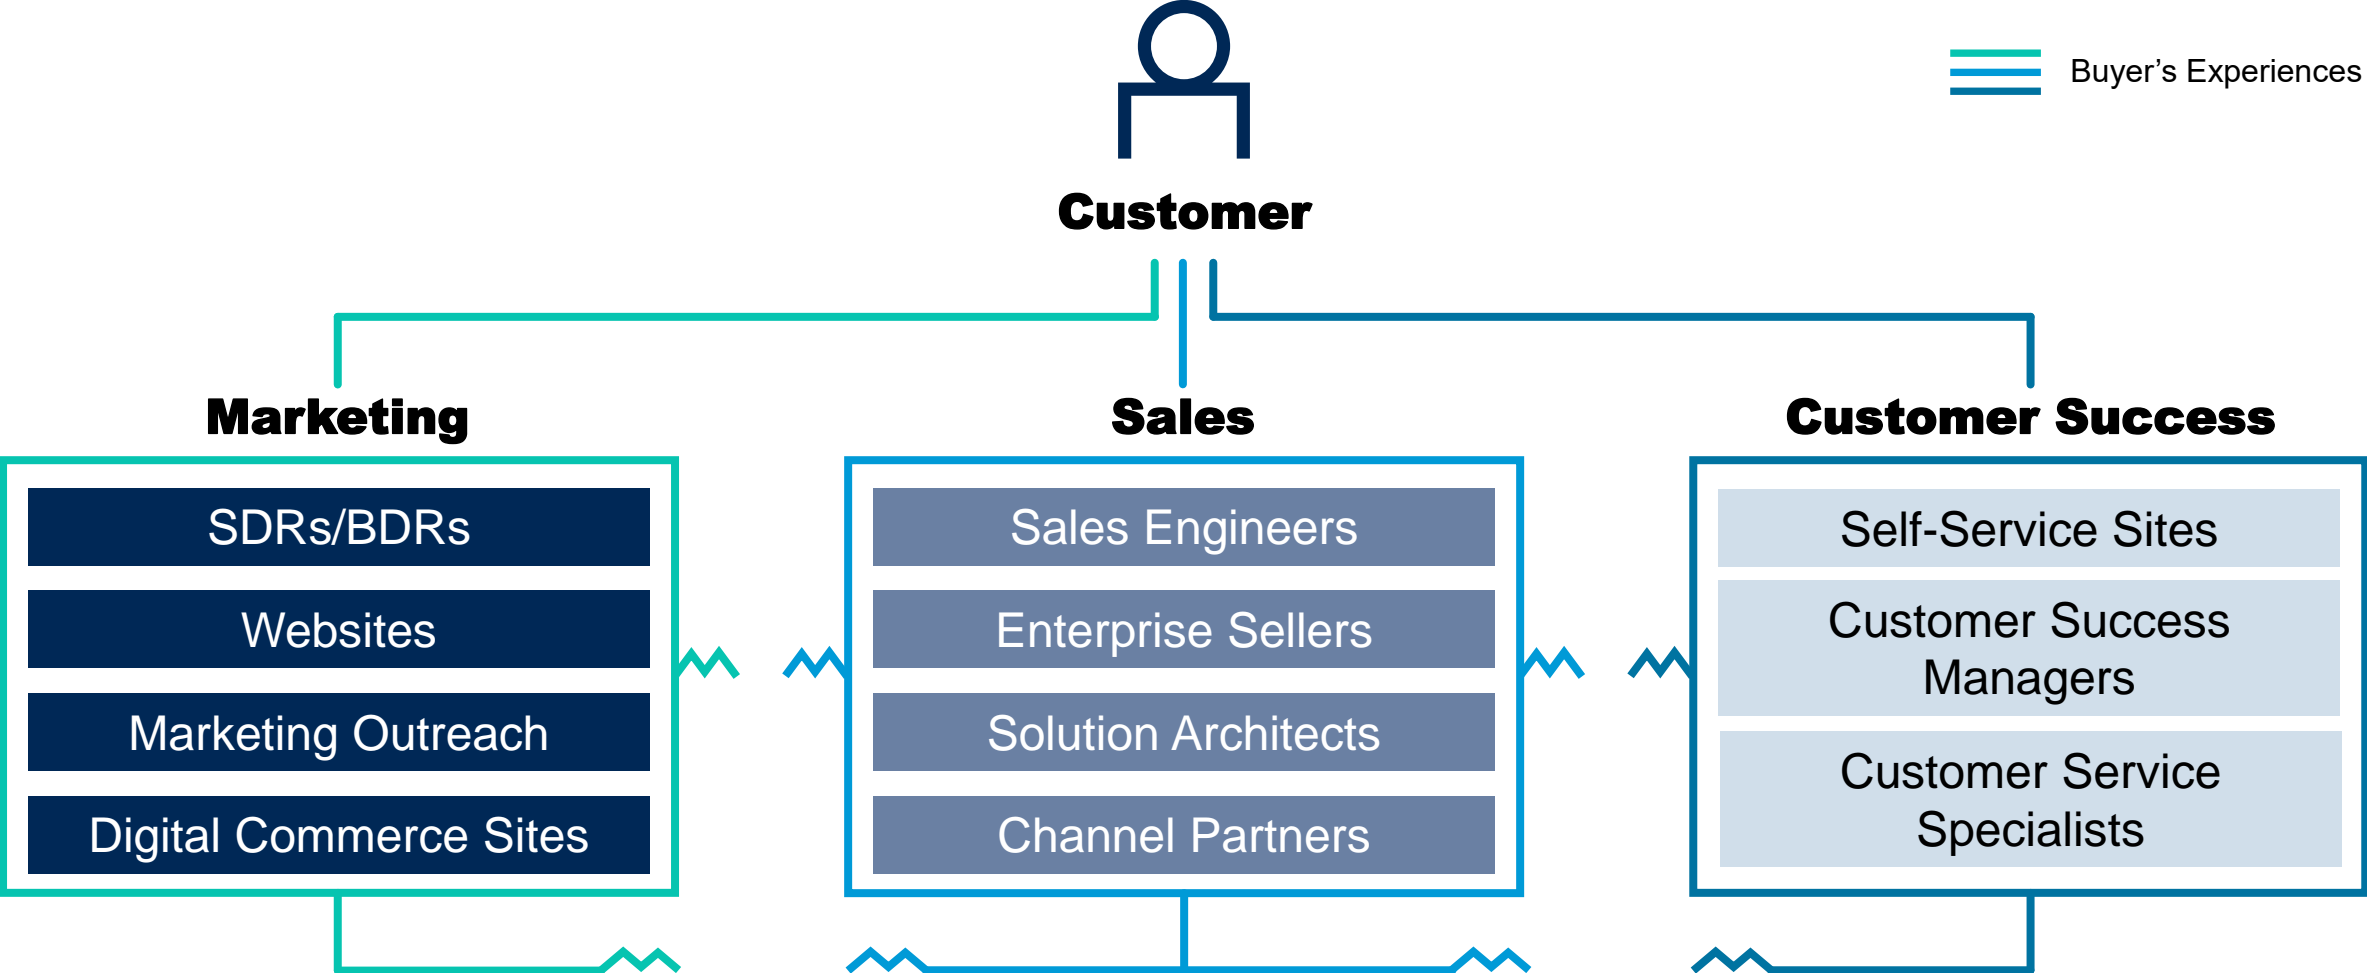 Buyer’s Experiences
Customer
Marketing
SDRs/BDRs
Websites
Marketing Outreach
Digital Commerce Sites
Sales
Sales Engineers
Enterprise Sellers
Solution Architects
Channel Partners
Customer Success
Self-Service Sites
Customer Success
Managers
Customer Service
Specialists